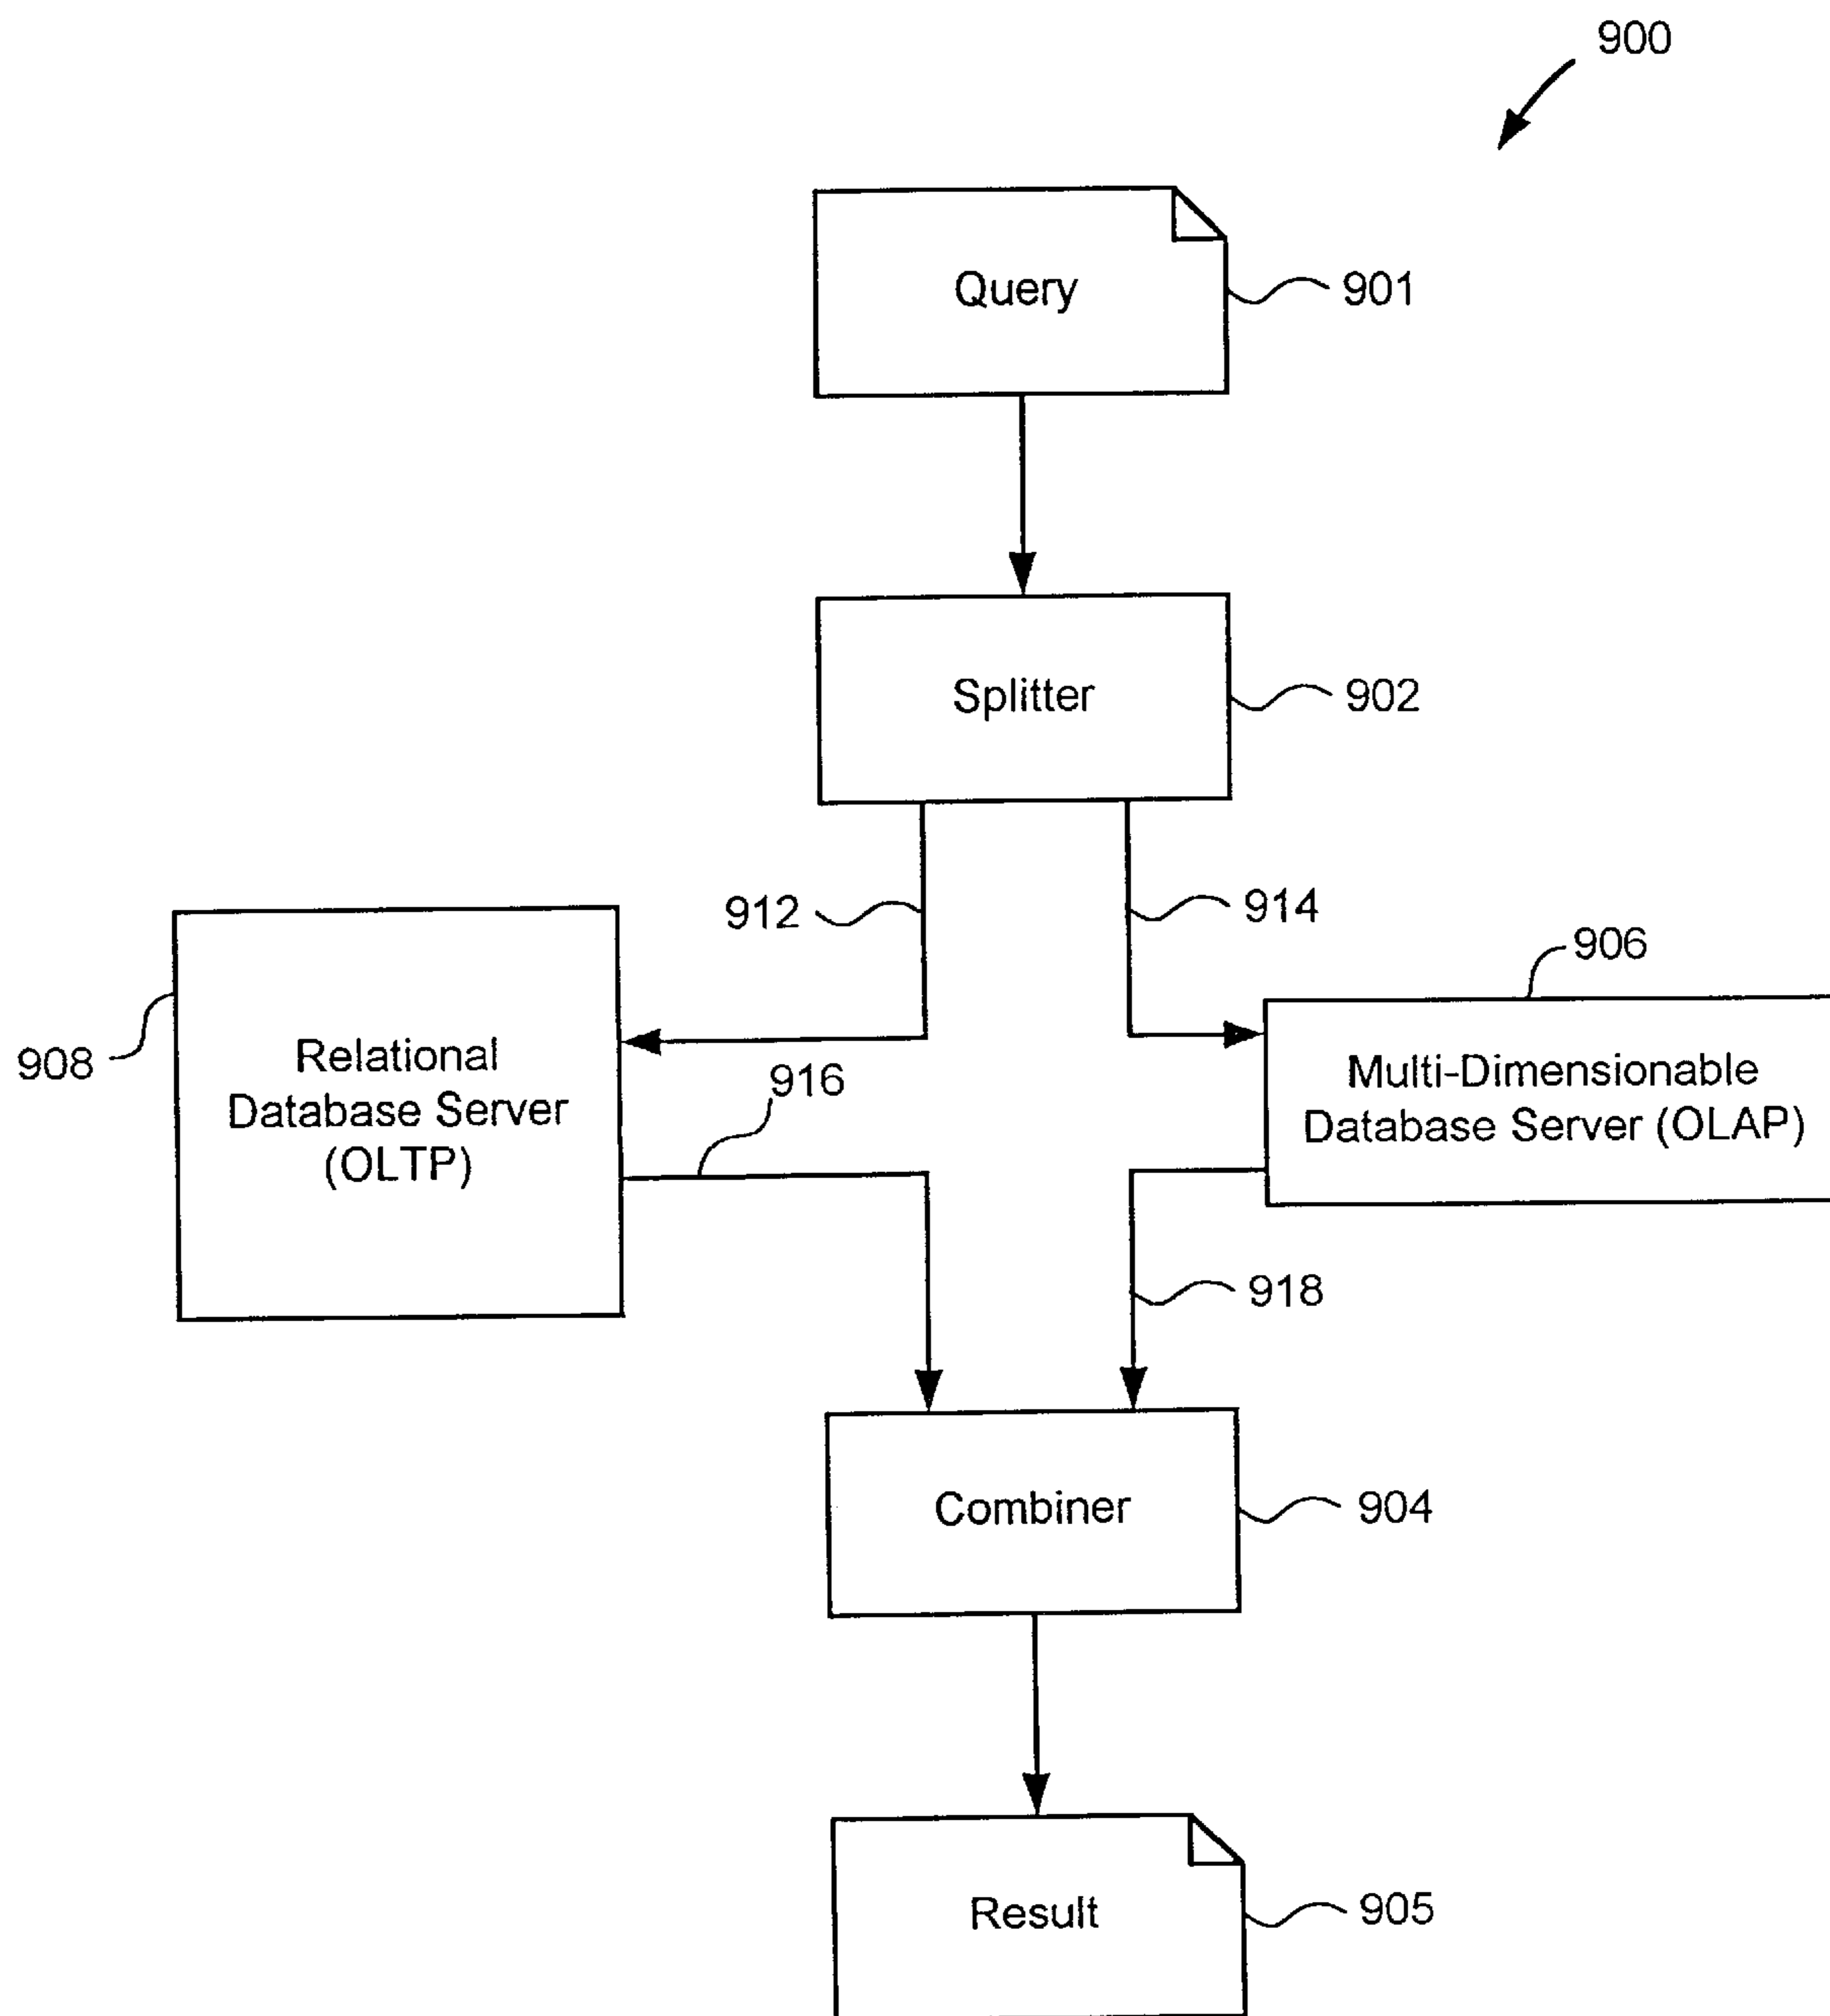 900
Query
901
Splitter
902
912
914
906
908
Relational
Database Server
(OLTP)
916
Multi-Dimensionable
Database Server (OLAP)
918
Combiner
904
Result
905